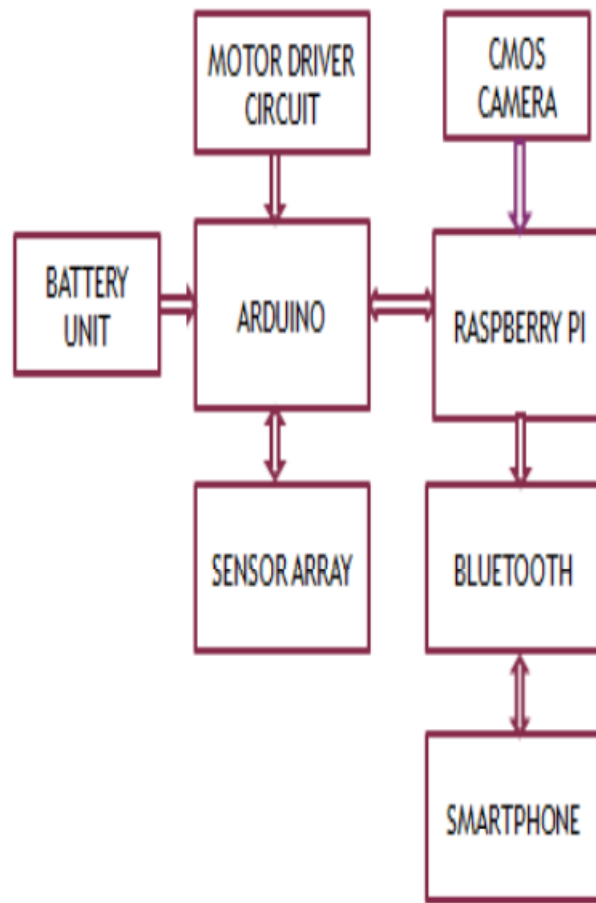 MOTOR DRIVER
CIRCUIT
CMOS
CAMERA
BATTERY
UNIT
ARDUINO
RASPBERRY PI
SENSOR ARRAY
BLUETOOTH
SMARTPHONE